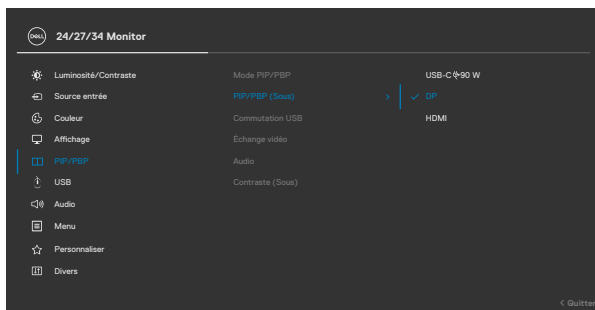 DELL
24/27/34 Monitor
Luminosité/Contraste
Source entrée
Couleur
Affichage
PIP/PBP
USB
Audio
Menu
Personnaliser
Divers
Mode PIP/PBP
PIP/PBP (Sous)
Commutation USB
Échange vidéo
Audio
Contraste (Sous)
USB-C 90 W
DP
HDMI
Quitter